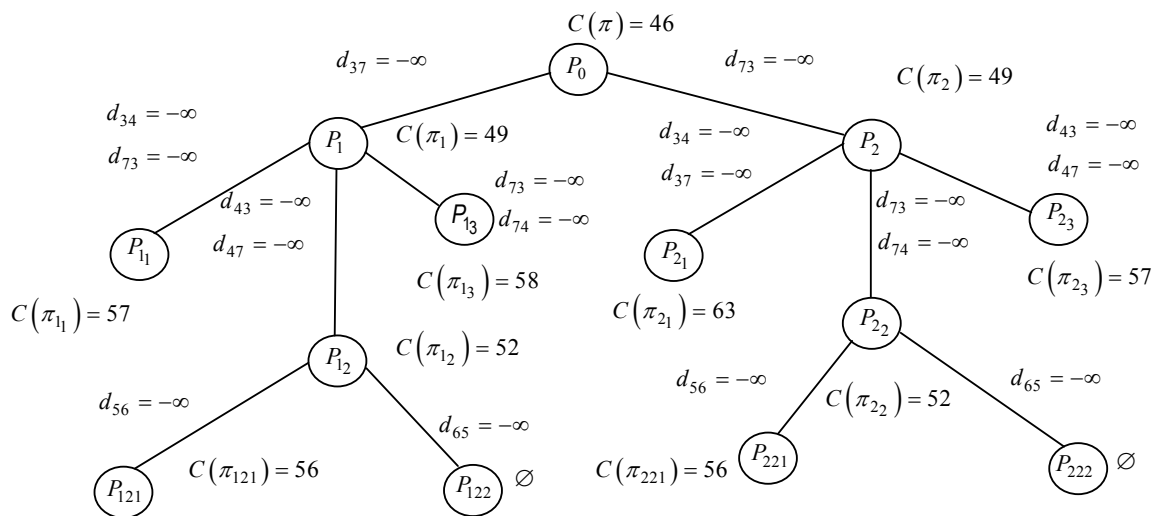 C(π) = 46
d₃₇ = −∞
P₀
d₇₃ = −∞
C(π₂) = 49
d₃₄ = −∞
d₇₃ = −∞
P₁
C(π₁) = 49
d₃₄ = −∞
d₃₇ = −∞
P₂
d₄₃ = −∞
d₄₇ = −∞
d₄₃ = −∞
d₄₇ = −∞
P₁₃
d₇₃ = −∞
d₇₄ = −∞
d₇₃ = −∞
d₇₄ = −∞
P₂₃
P₁₁
P₂₁
C(π₁₁) = 57
C(π₁₃) = 58
C(π₂₁) = 63
C(π₂₃) = 57
P₁₂
C(π₁₂) = 52
P₂₂
d₅₆ = −∞
d₆₅ = −∞
d₅₆ = −∞
C(π₂₂) = 52
d₆₅ = −∞
P₁₂₁
C(π₁₂₁) = 56
P₁₂₂
∅
C(π₂₂₁) = 56
P₂₂₁
P₂₂₂
∅